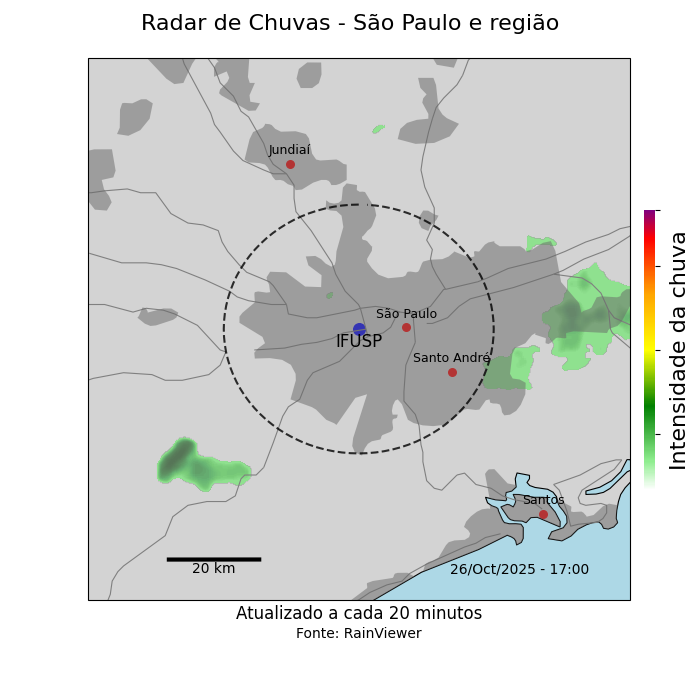 Radar de Chuvas - São Paulo e região
Jundiaí
São Paulo
IFUSP
Santo André
Intensidade da chuva
Santos
20 km
26/Oct/2025 - 17:00
Atualizado a cada 20 minutos
Fonte: RainViewer